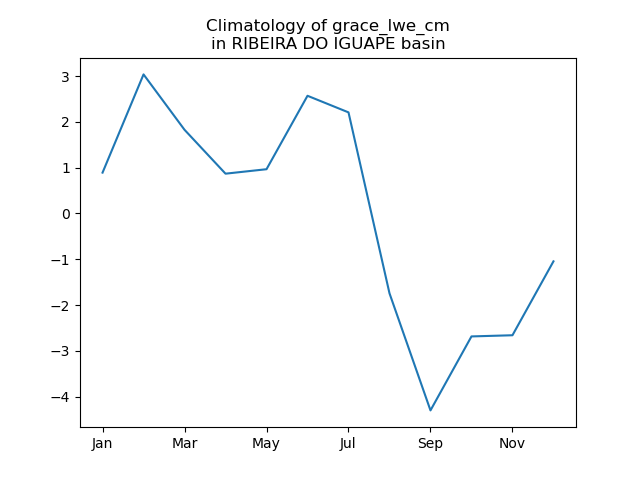 Climatology of grace_lwe_cm
in RIBEIRA DO IGUAPE basin
3
2
1
0
−1
−2
−3
−4
Jan Mar May Jul Sep Nov